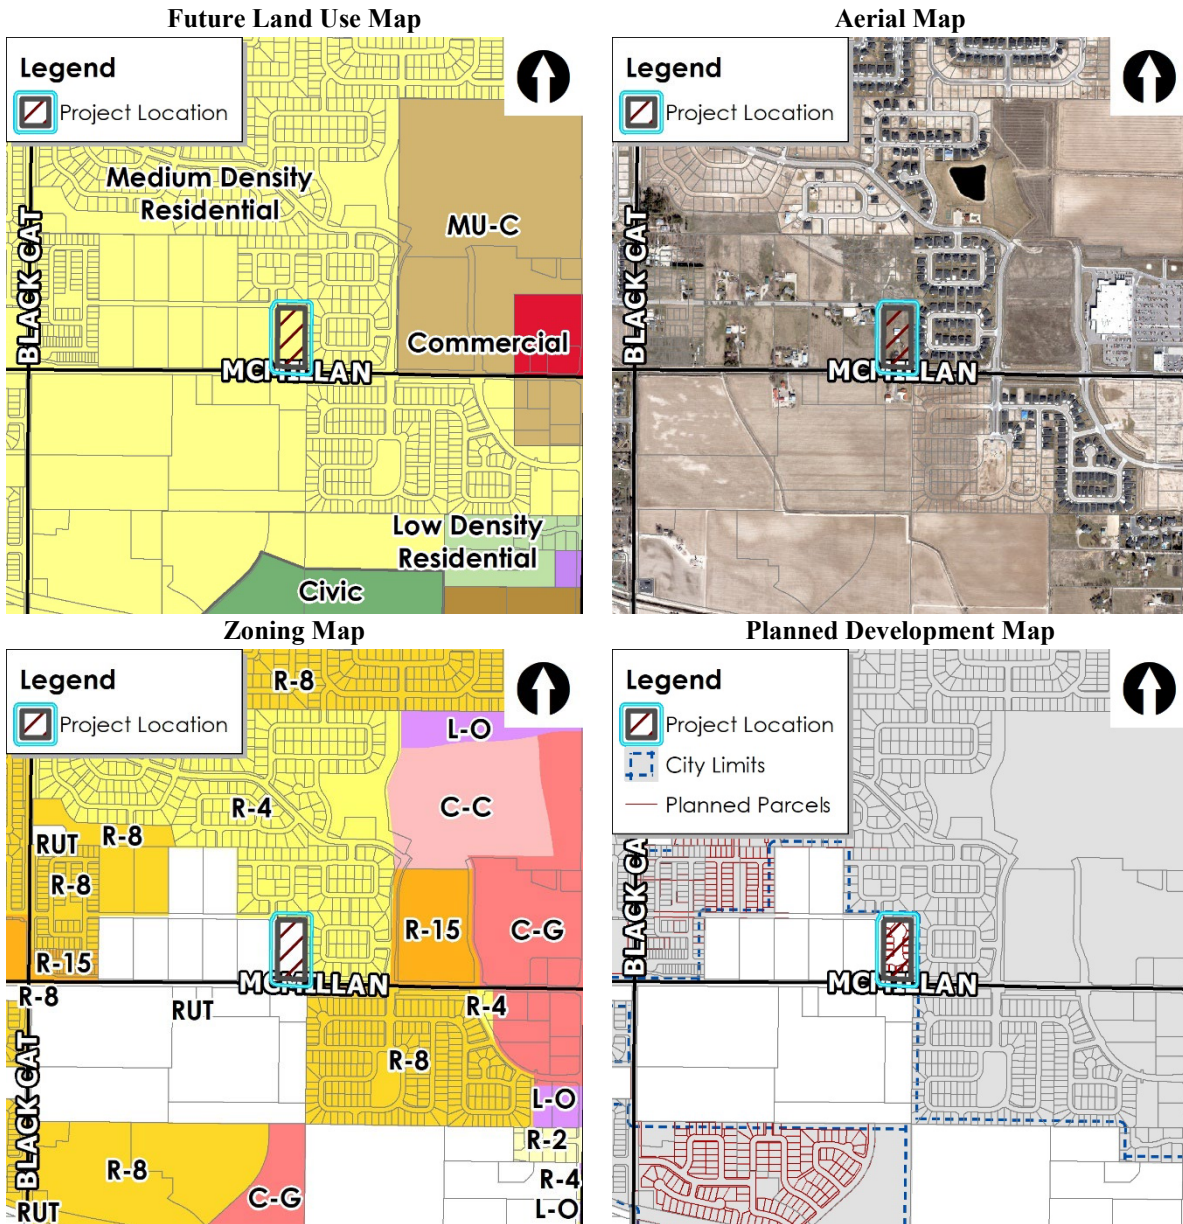 Future Land Use Map
Legend
Project Location
Medium Density
Residential
MU-C
BLACK CAT
Commercial
MCMILLAN
Low Density
Residential
Civic
Aerial Map
Legend
Project Location
BLACK CAT
MCMILLAN
Zoning Map
Legend
Project Location
R-8
L-O
C-C
R-4
R-8
RUT
R-8
R-15
C-G
R-15
MCMILLAN
R-8
RUT
R-4
R-8
BLACK CAT
L-O
R-2
R-8
R-4
C-G
L-O
RUT
Planned Development Map
Legend
Project Location
City Limits
Planned Parcels
BLACK CA
MCMILLAN